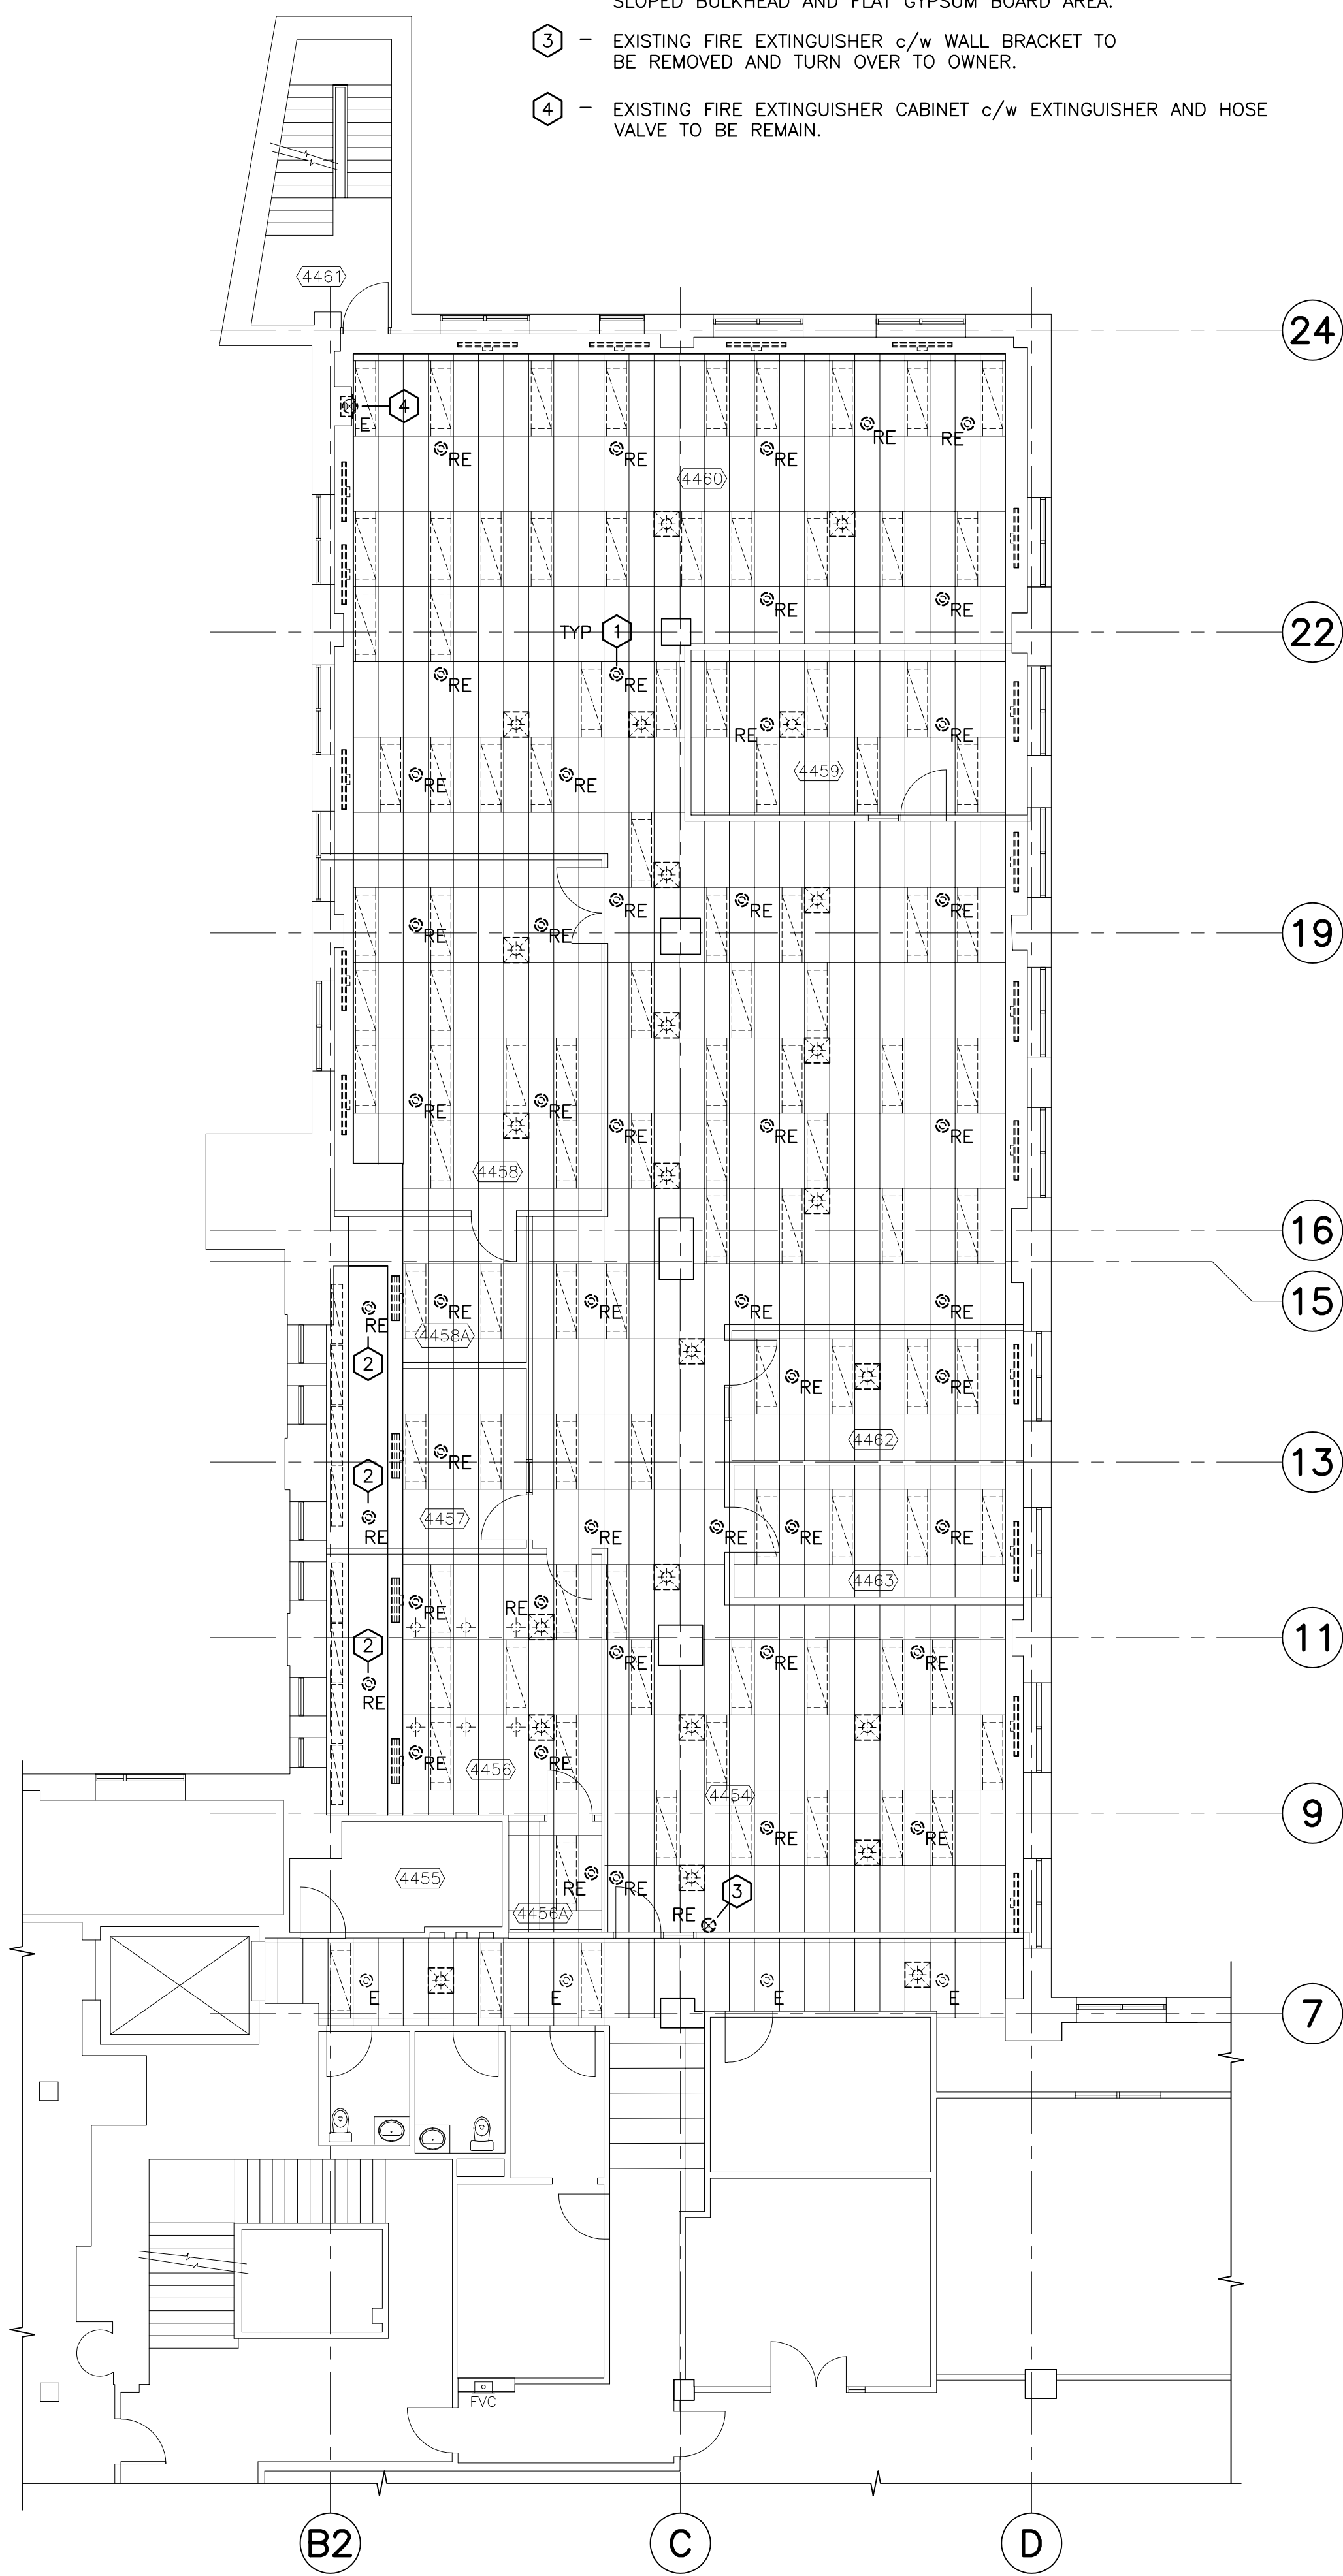 SLOPED BULKHEAD AND FLAT GYPSUM BOARD AREA.
3 - EXISTING FIRE EXTINGUISHER c/w WALL BRACKET TO
BE REMOVED AND TURN OVER TO OWNER.
4 - EXISTING FIRE EXTINGUISHER CABINET c/w EXTINGUISHER AND HOSE
VALVE TO BE REMAIN.
4461
24
4
E
RE RE
RE RE RE
4460
RE RE
TYP 1
22
RE RE
RE RE
4459
RE RE
RE RE RE
RE RE
19
RE RE
RE RE RE
4458
16
15
RE RE RE RE
RE
4458A
2
RE RE
4462
RE
13
2
4457
RE
RE RE RE RE
4463
RE RE
11
2
RE RE RE
RE
RE RE
4456
4454
9
RE RE
4455
RE RE
3
4456A
RE
E E E E
7
FVC
B2 C D